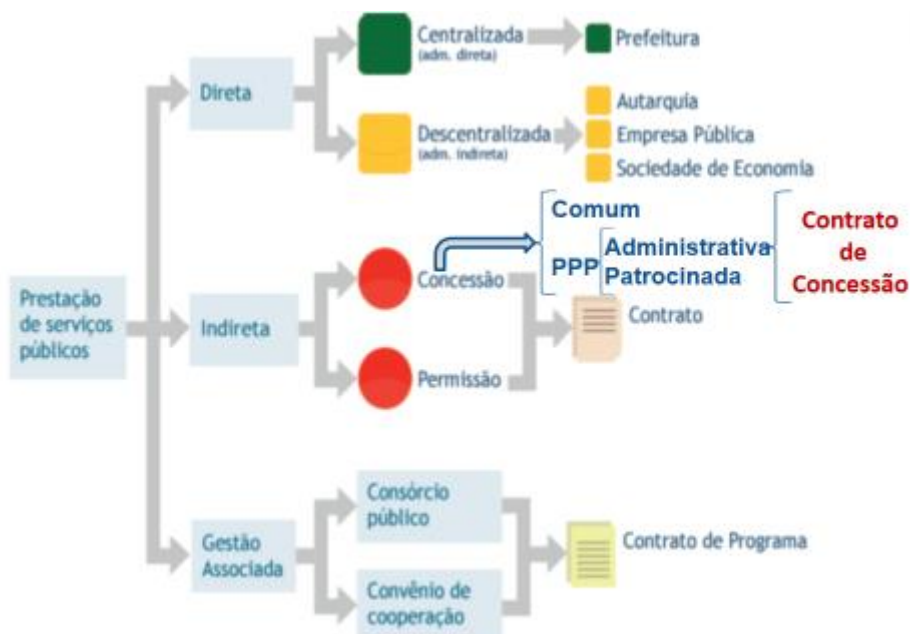 Centralizada
(adm. direta)
Prefeitura
Direta
Autarquia
Descentralizada
(adm. indireta)
Empresa Pública
Sociedade de Economia
Comum
PPP
Administrativa
Patrocinada
Contrato
de
Concessão
Prestação
de serviços
públicos
Indireta
Concessão
Contrato
Permissão
Consórcio
público
Gestão
Associada
Contrato de Programa
Convênio de
cooperação